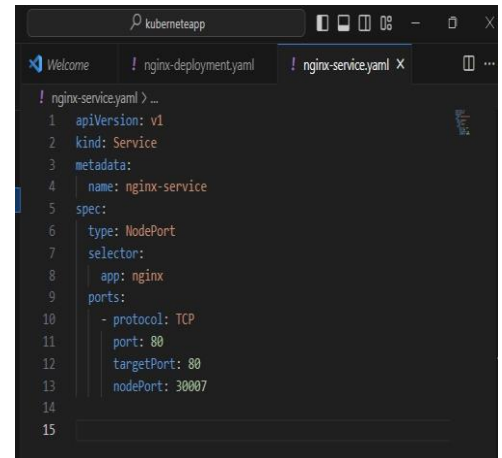 kuberneteapp
Welcome
! nginx-deployment.yaml
! nginx-service.yaml X
! nginx-service.yaml > ...
1 apiVersion: v1
2 kind: Service
3 metadata:
4   name: nginx-service
5 spec:
6   type: NodePort
7   selector:
8     app: nginx
9   ports:
10     - protocol: TCP
11       port: 80
12       targetPort: 80
13       nodePort: 30007
14
15